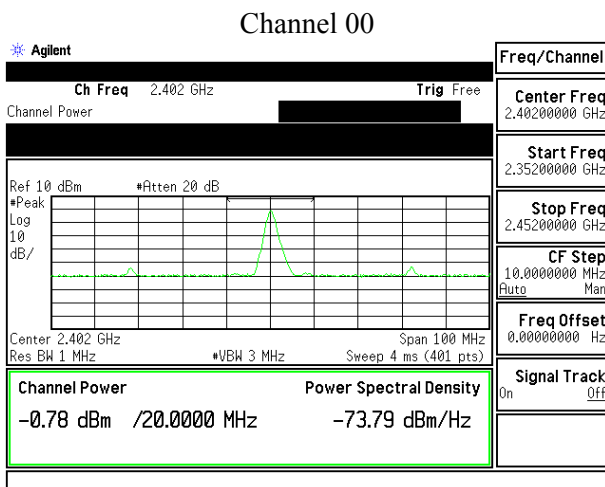 Channel 00
Agilent
Freq/Channel
Ch Freq 2.402 GHz Trig Free
Channel Power
Center Freq
2.40200000 GHz
Start Freq
2.35200000 GHz
Stop Freq
2.45200000 GHz
CF Step
10.0000000 MHz
Auto Man
Freq Offset
0.00000000 Hz
Signal Track
On Off
Ref 10 dBm #Atten 20 dB
#Peak
Log
10
dB/
Center 2.402 GHz Span 100 MHz
Res BW 1 MHz #VBW 3 MHz Sweep 4 ms (401 pts)
Channel Power Power Spectral Density
-0.78 dBm /20.0000 MHz -73.79 dBm/Hz